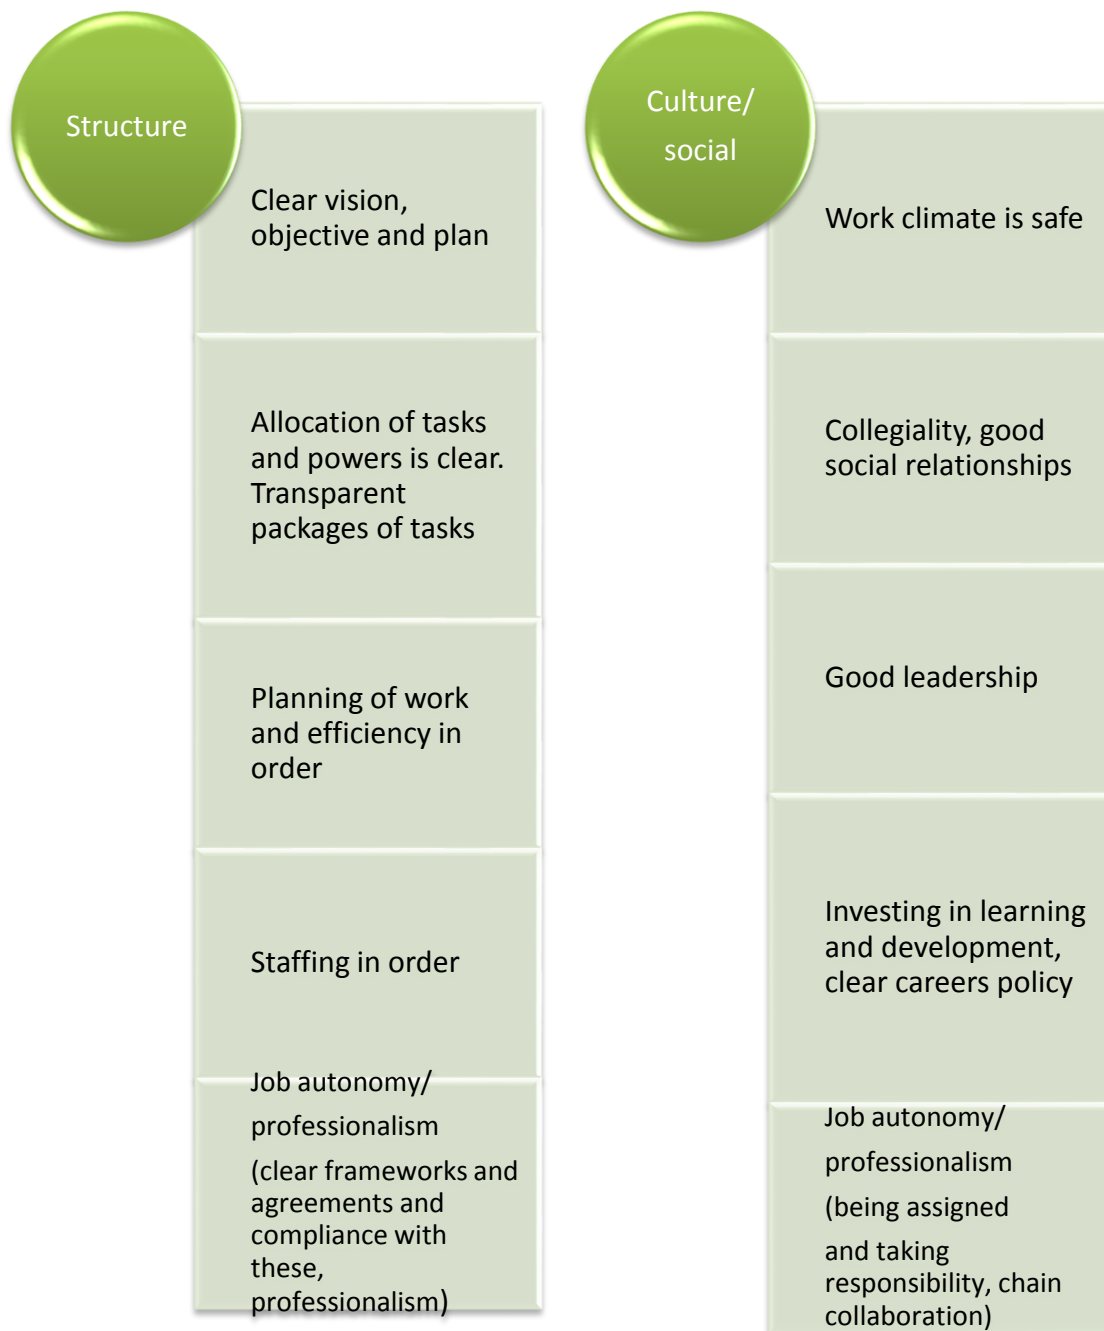 Structure
Clear vision,
objective and plan
Allocation of tasks
and powers is clear.
Transparent
packages of tasks
Planning of work
and efficiency in
order
Staffing in order
Job autonomy/
professionalism
(clear frameworks and
agreements and
compliance with
these,
professionalism)
Culture/
social
Work climate is safe
Collegiality, good
social relationships
Good leadership
Investing in learning
and development,
clear careers policy
Job autonomy/
professionalism
(being assigned
and taking
responsibility, chain
collaboration)